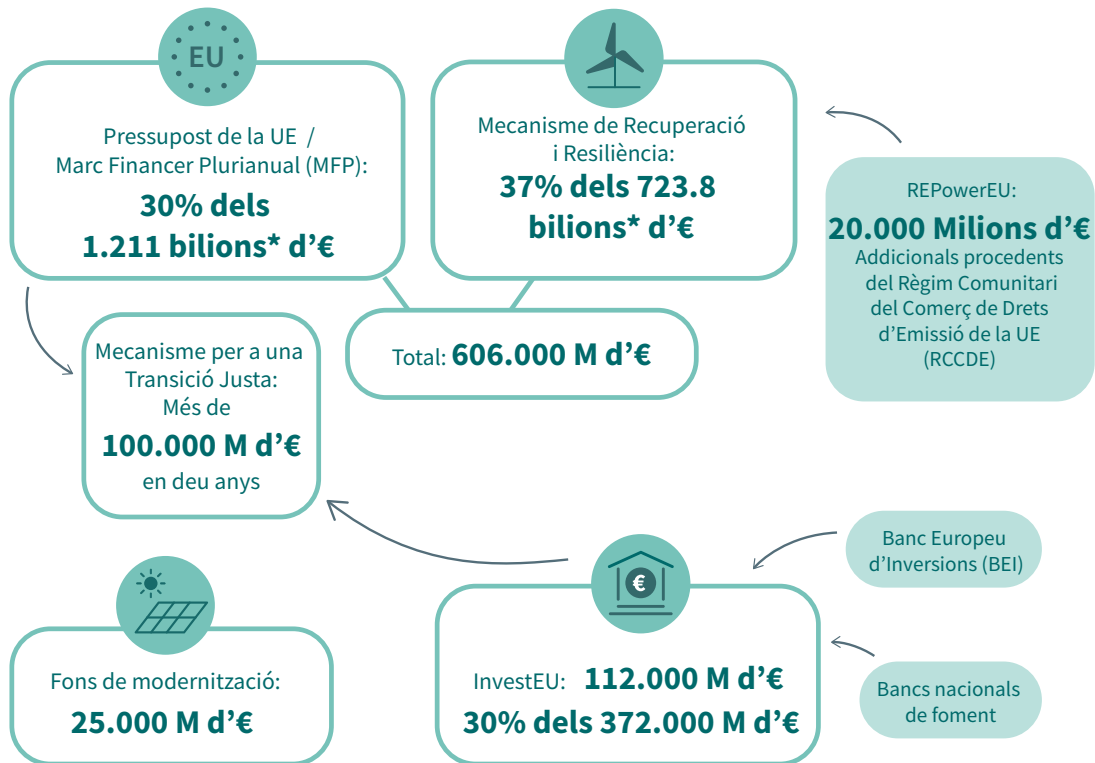 EU
Pressupost de la UE /
Marc Financer Plurianual (MFP):
30% dels
1.211 bilions* d’€
Mecanisme de Recuperació
i Resiliència:
37% dels 723.8
bilions* d’€
REPowerEU:
20.000 Milions d’€
Addicionals procedents
del Règim Comunitari
del Comerç de Drets
d’Emissió de la UE
(RCCDE)
Mecanisme per a una
Transició Justa:
Més de
100.000 M d’€
en deu anys
Total: 606.000 M d’€
Banc Europeu
d’Inversions (BEI)
€
Fons de modernització:
25.000 M d’€
InvestEU: 112.000 M d’€
30% dels 372.000 M d’€
Bancs nacionals
de foment